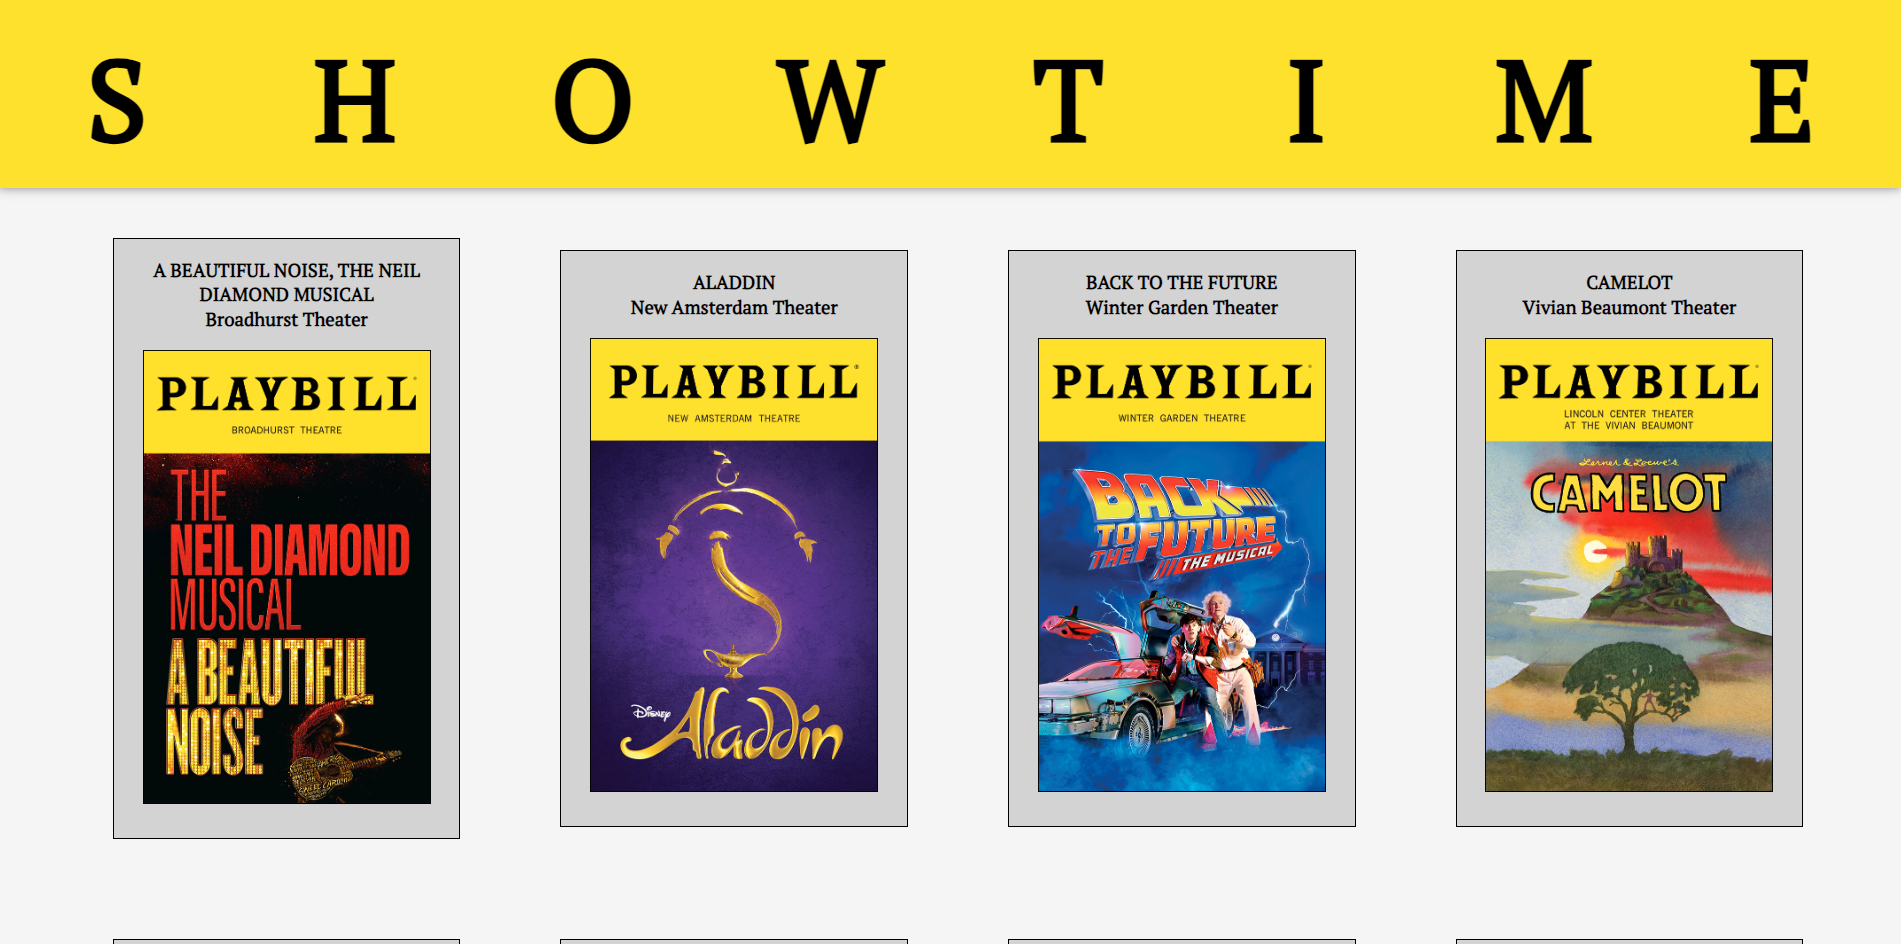 SHOWTIME
A BEAUTIFUL NOISE, THE NEIL
DIAMOND MUSICAL
Broadhurst Theater
PLAYBILL
BROADHURST THEATRE
THE
NEIL DIAMOND
MUSICAL
A BEAUTIFUL
NOISE
ALADDIN
New Amsterdam Theater
PLAYBILL
NEW AMSTERDAM THEATRE
DISNEY
Aladdin
BACK TO THE FUTURE
Winter Garden Theater
PLAYBILL
WINTER GARDEN THEATRE
BACK
TO THE FUTURE
THE MUSICAL
CAMELOT
Vivian Beaumont Theater
PLAYBILL
LINCOLN CENTER THEATER
AT THE VIVIAN BEAUMONT
Lerner & Loewe's
CAMELOT